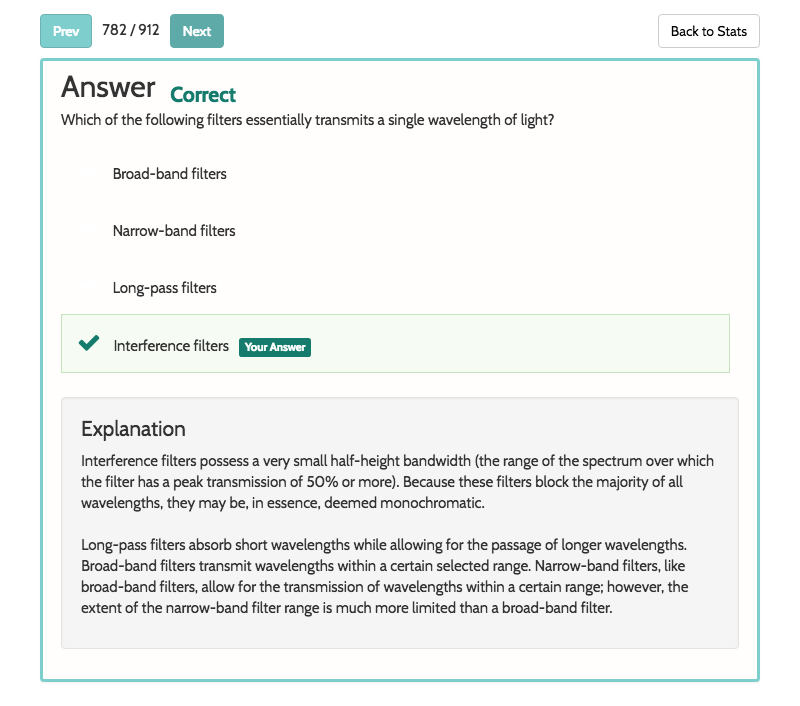 Prev 782 / 912 Next Back to Stats
Answer Correct
Which of the following filters essentially transmits a single wavelength of light?
Broad-band filters
Narrow-band filters
Long-pass filters
Interference filters Your Answer
Explanation
Interference filters possess a very small half-height bandwidth (the range of the spectrum over which
the filter has a peak transmission of 50% or more). Because these filters block the majority of all
wavelengths, they may be, in essence, deemed monochromatic.
Long-pass filters absorb short wavelengths while allowing for the passage of longer wavelengths.
Broad-band filters transmit wavelengths within a certain selected range. Narrow-band filters, like
broad-band filters, allow for the transmission of wavelengths within a certain range; however, the
extent of the narrow-band filter range is much more limited than a broad-band filter.